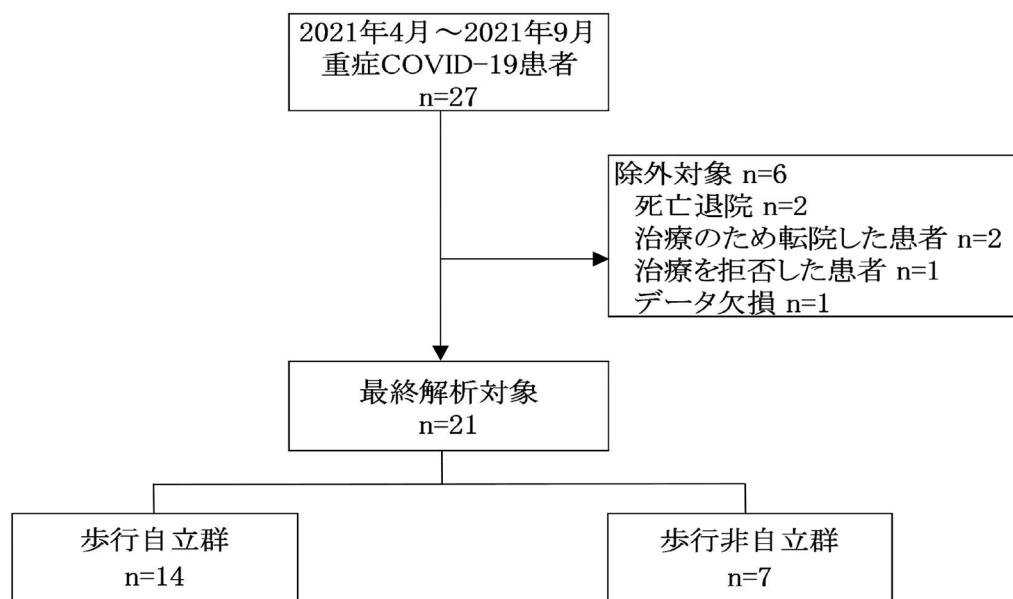 2021年4月～2021年9月
重症COVID-19患者
n=27
除外対象 n=6
死亡退院 n=2
治療のため転院した患者 n=2
治療を拒否した患者 n=1
データ欠損 n=1
最終解析対象
n=21
歩行自立群
n=14
歩行非自立群
n=7